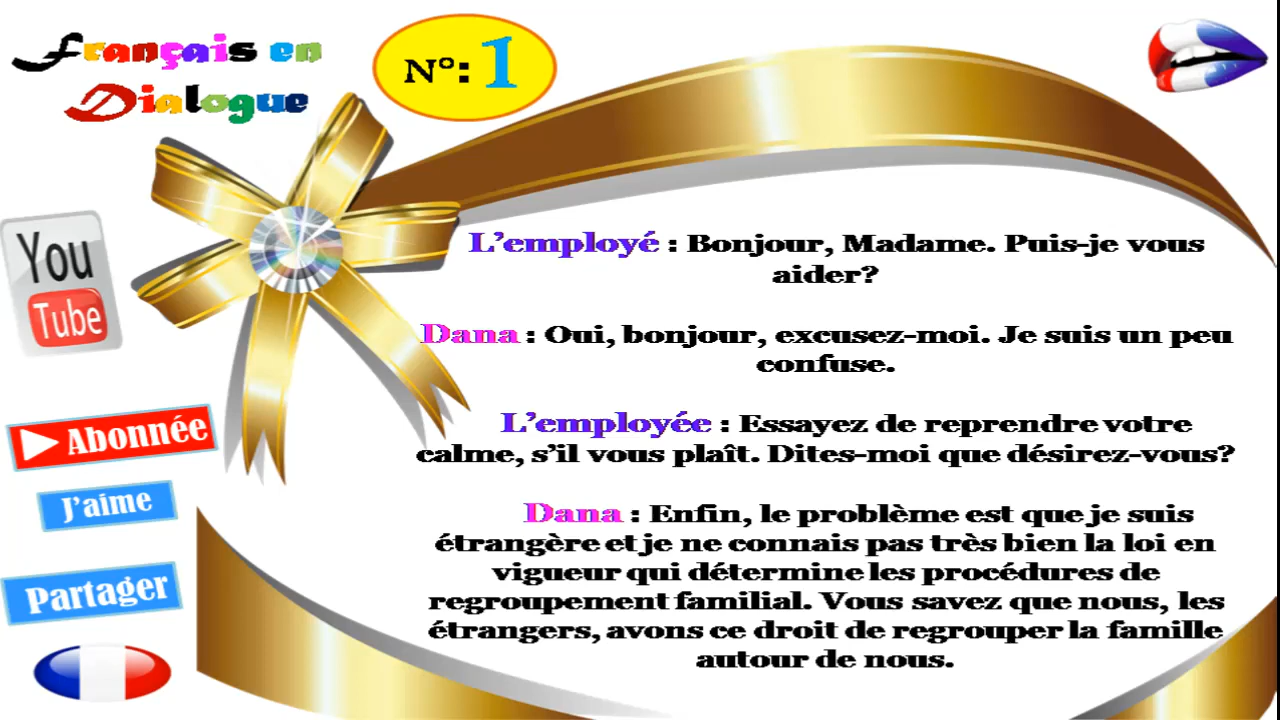 Français en
Dialogue
N°: 1
You
Tube
Abonnée
J'aime
Partager
L'employé : Bonjour, Madame. Puis-je vous
aider?
Dana : Oui, bonjour, excusez-moi. Je suis un peu
confuse.
L'employée : Essayez de reprendre votre
calme, s'il vous plaît. Dites-moi que désirez-vous?
Dana : Enfin, le problème est que je suis
étrangère et je ne connais pas très bien la loi en
vigueur qui détermine les procédures de
regroupement familial. Vous savez que nous, les
étrangers, avons ce droit de regrouper la famille
autour de nous.